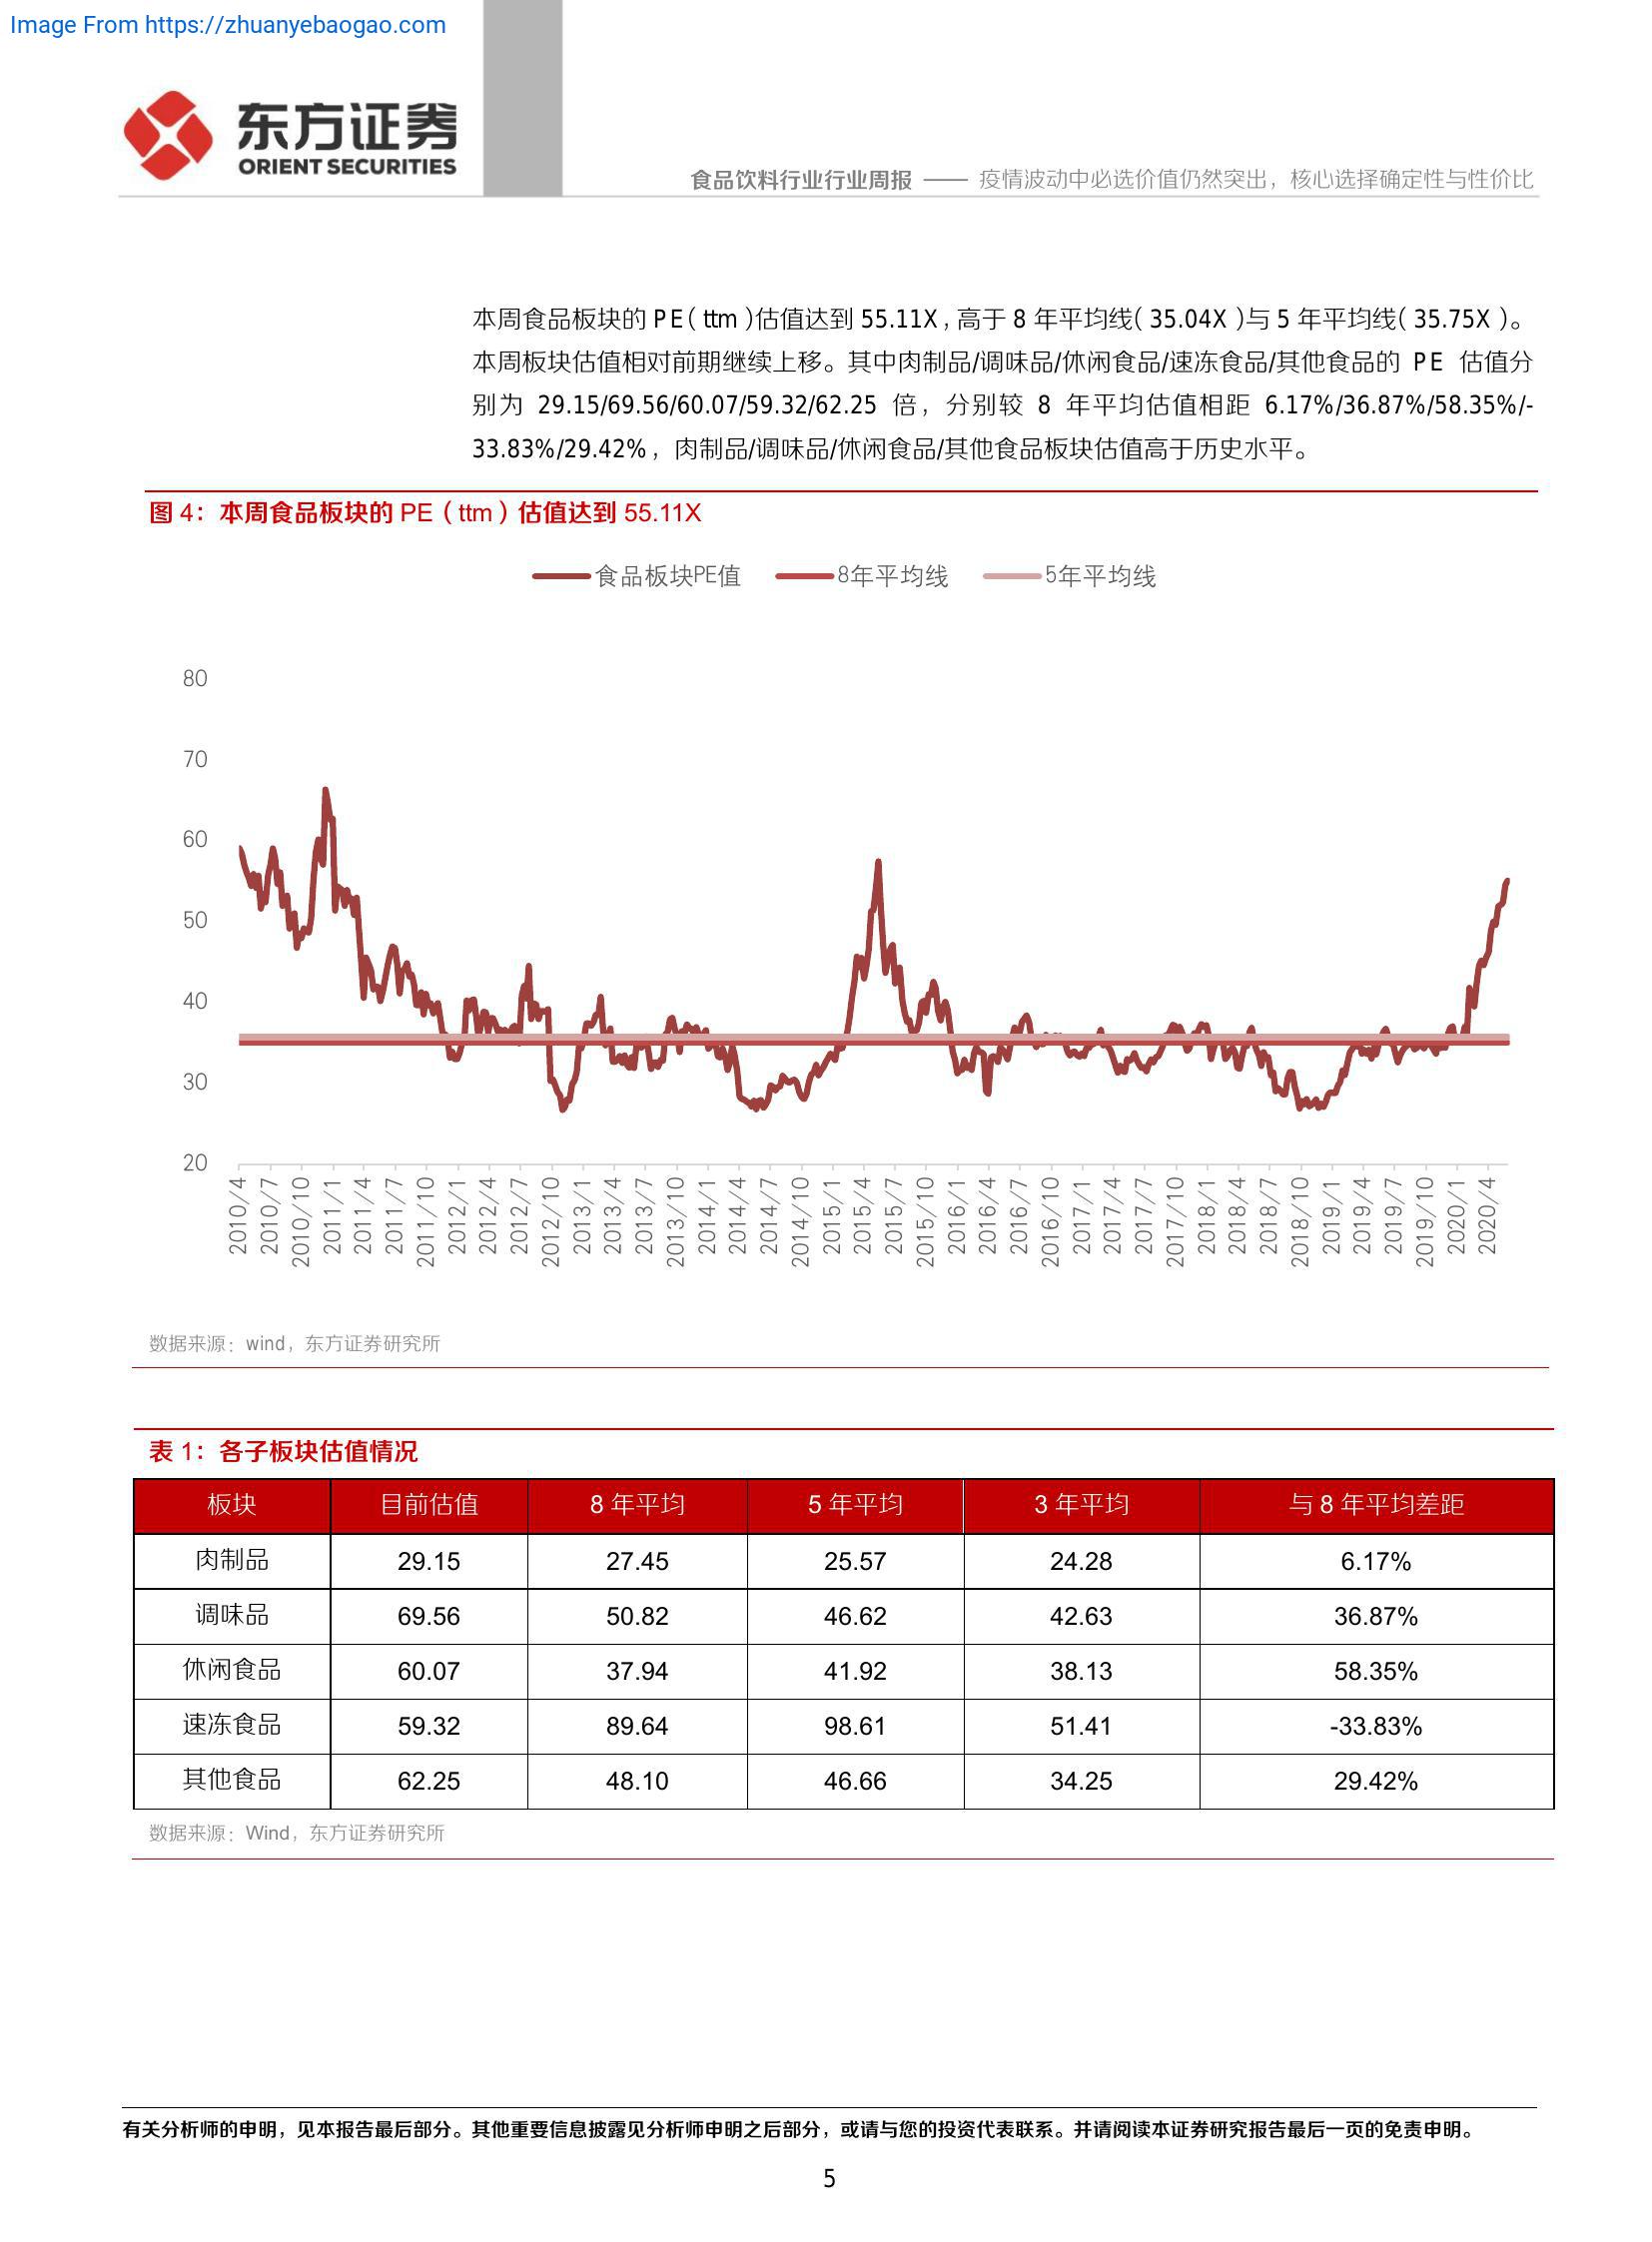 Image From https://zhuanyebaogao.com
东方证券
ORIENT SECURITIES
食品饮料行业行业周报 —— 疫情波动中必选价值仍然突出，核心选择确定性与性价比
本周食品板块的 PE（ttm）估值达到 55.11X，高于 8 年平均线（35.04X）与 5 年平均线（35.75X）。
本周板块估值相对前期继续上移。其中肉制品/调味品/休闲食品/速冻食品/其他食品的 PE 估值分
别为 29.15/69.56/60.07/59.32/62.25 倍，分别较 8 年平均估值相距 6.17%/36.87%/58.35%/-
33.83%/29.42%，肉制品/调味品/休闲食品/其他食品板块估值高于历史水平。
图 4：本周食品板块的 PE（ttm）估值达到 55.11X
食品板块PE值 8年平均线 5年平均线
80
70
60
50
40
30
20
2010/4 2010/7 2010/10 2011/1 2011/4 2011/7 2011/10 2012/1 2012/4 2012/7 2012/10 2013/1 2013/4 2013/7 2013/10 2014/1 2014/4 2014/7 2014/10 2015/1 2015/4 2015/7 2015/10 2016/1 2016/4 2016/7 2016/10 2017/1 2017/4 2017/7 2017/10 2018/1 2018/4 2018/7 2018/10 2019/1 2019/4 2019/7 2019/10 2020/1 2020/4
数据来源：wind，东方证券研究所
表 1：各子板块估值情况
板块 目前估值 8 年平均 5 年平均 3 年平均 与 8 年平均差距
肉制品 29.15 27.45 25.57 24.28 6.17%
调味品 69.56 50.82 46.62 42.63 36.87%
休闲食品 60.07 37.94 41.92 38.13 58.35%
速冻食品 59.32 89.64 98.61 51.41 -33.83%
其他食品 62.25 48.10 46.66 34.25 29.42%
数据来源：Wind，东方证券研究所
有关分析师的申明，见本报告最后部分。其他重要信息披露见分析师申明之后部分，或请与您的投资代表联系。并请阅读本证券研究报告最后一页的免责申明。
5